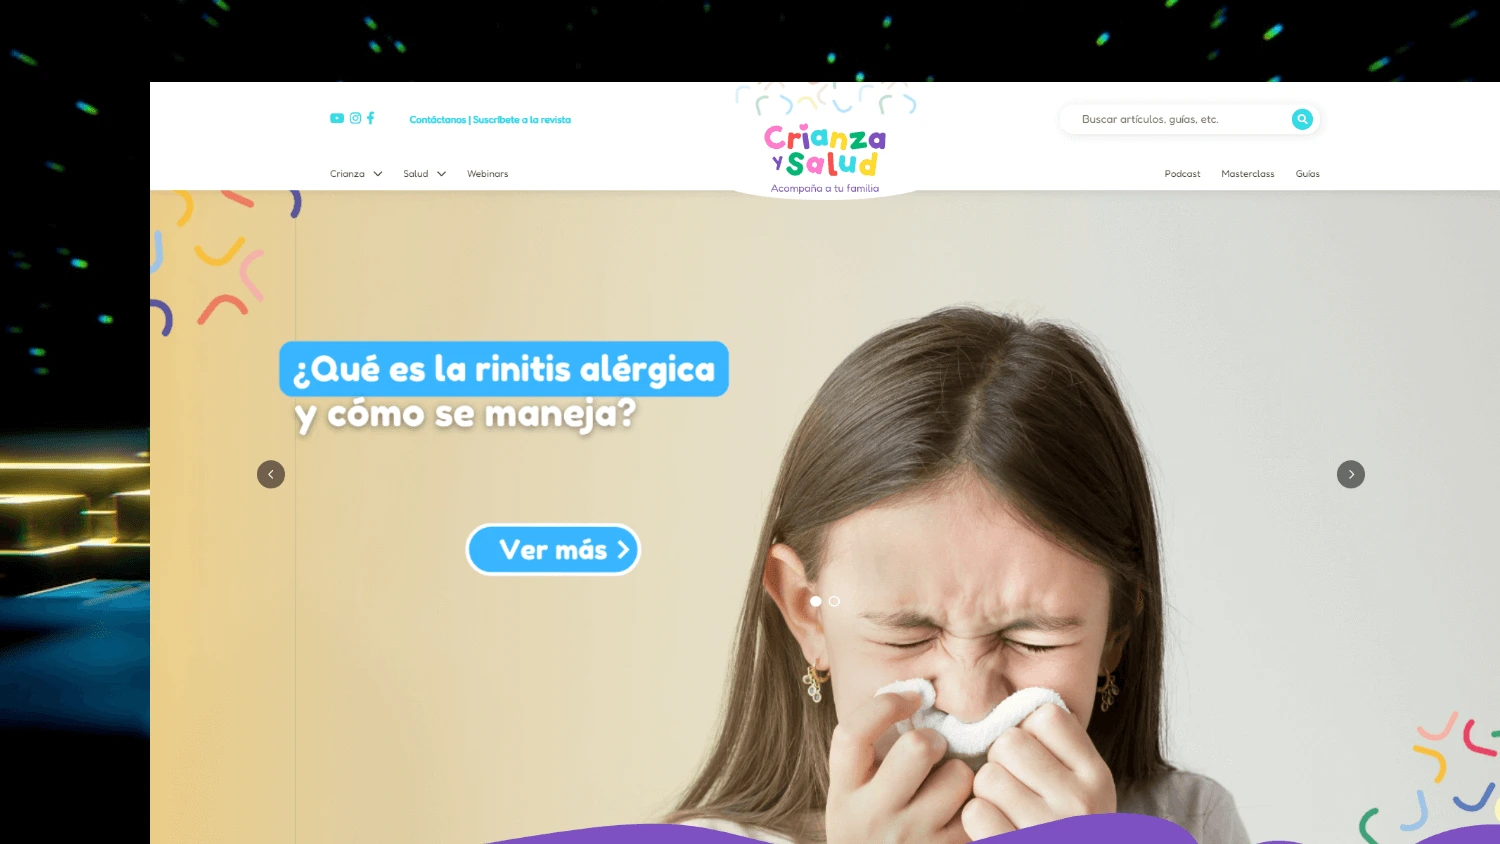 Contáctanos | Suscríbete a la revista
Crianza
y Salud
Acompaña a tu familia
Buscar artículos, guías, etc.
Crianza
Salud
Webinars
Podcast
Masterclass
Guías
¿Qué es la rinitis alérgica
y cómo se maneja?
Ver más